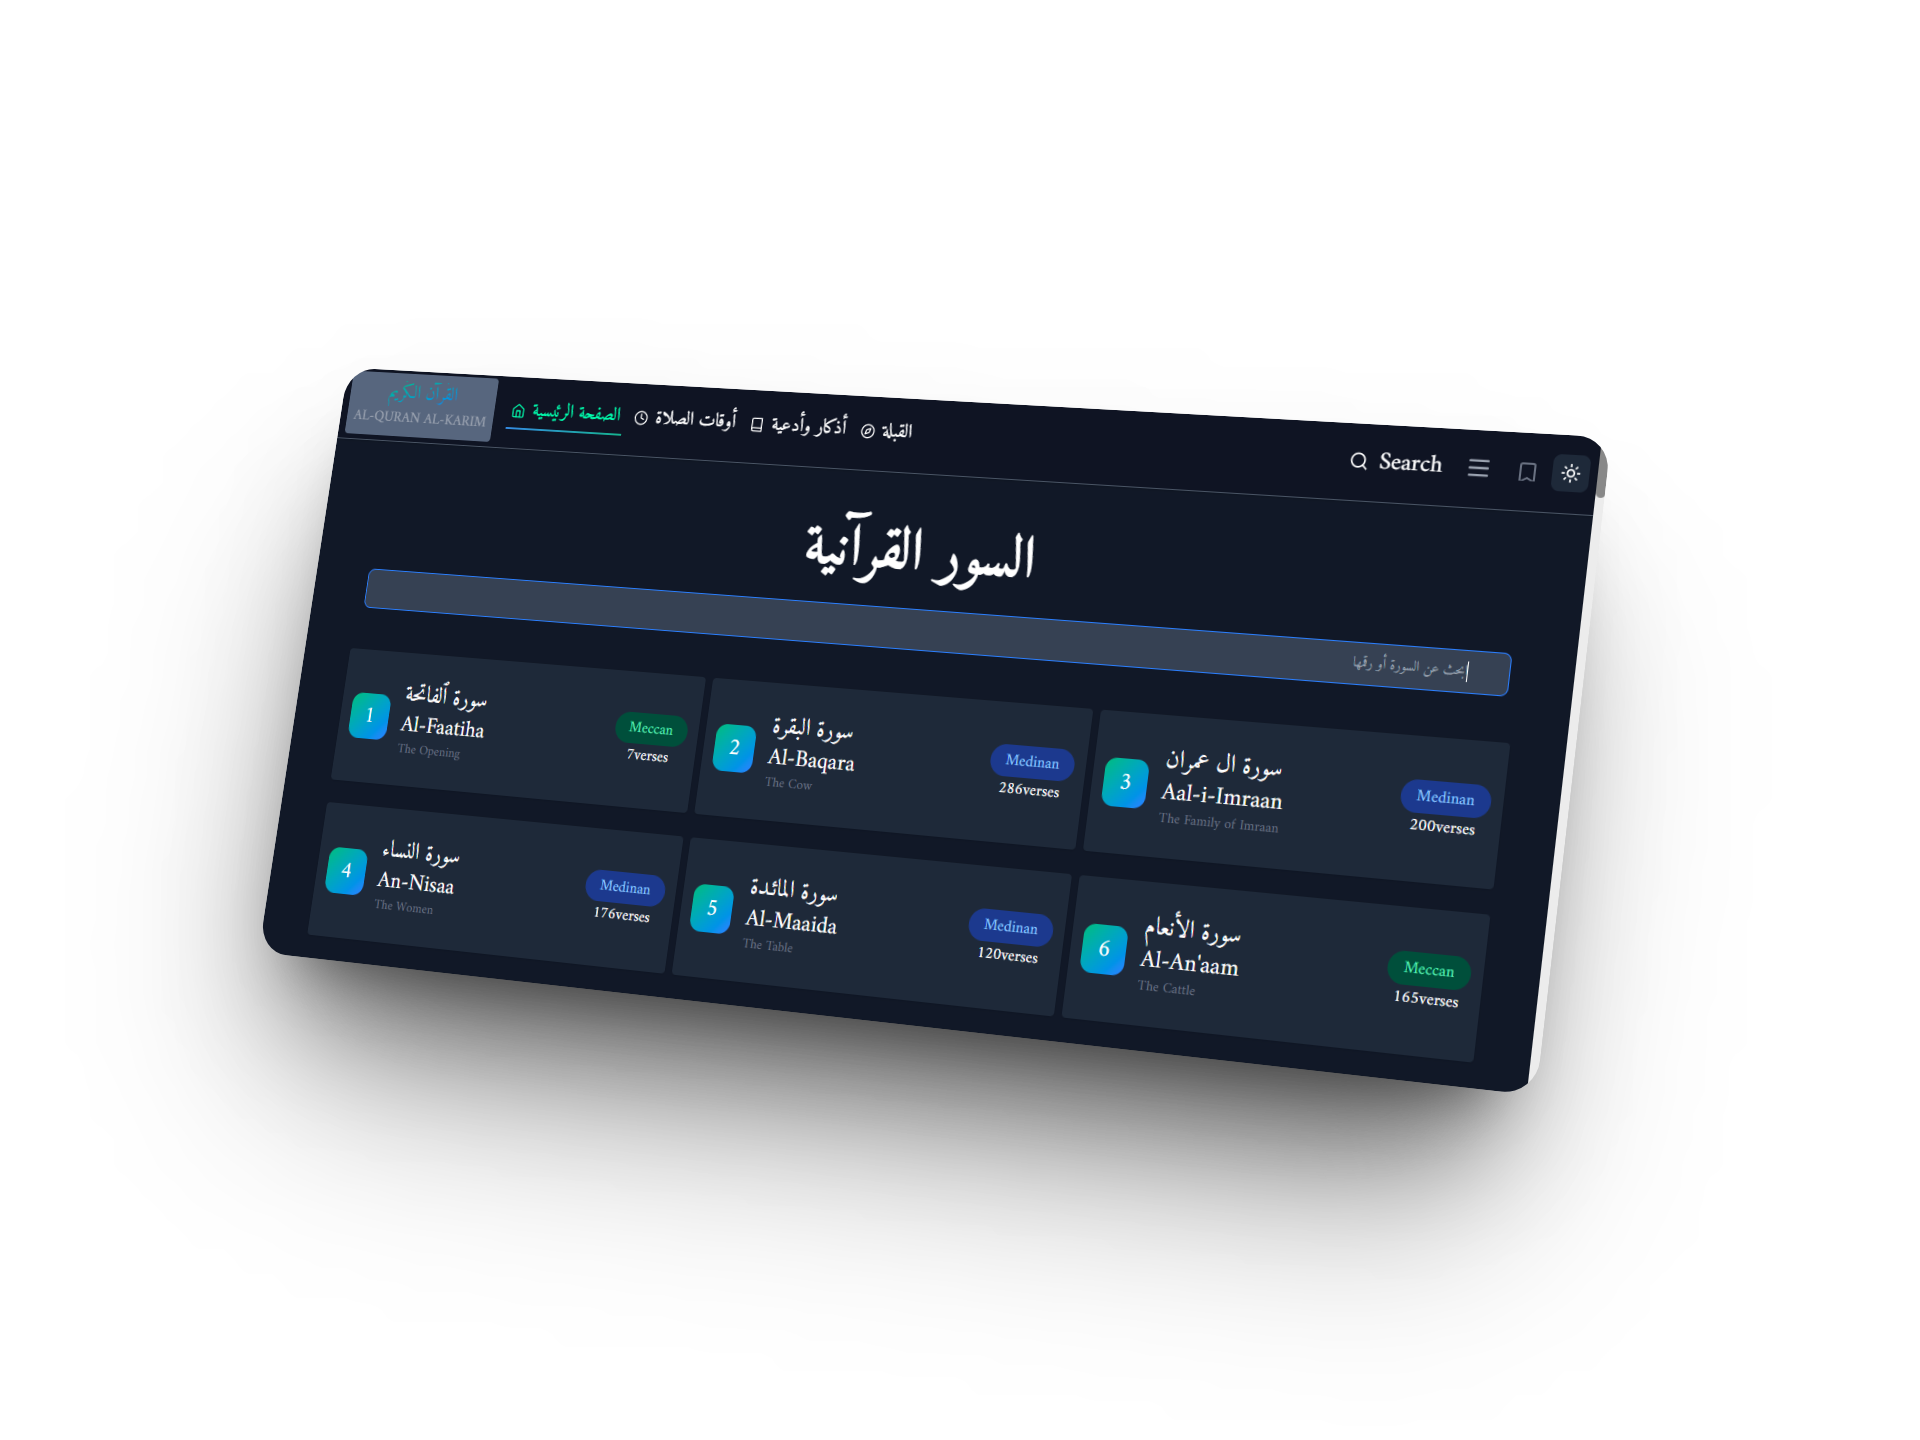 القرآن الكريم
AL-QURAN AL-KARIM
الصفحة الرئيسية
أوقات الصلاة
أذكار وأدعية
القبلة
Search
السور القرآنية
ابحث عن السورة أو رقها
1
سورة الفاتحة
Al-Faatiha
The Opening
Meccan
7verses
2
سورة البقرة
Al-Baqara
The Cow
Medinan
286verses
3
سورة ال عمران
Aal-i-Imraan
The Family of Imraan
Medinan
200verses
4
سورة النساء
An-Nisaa
The Women
Medinan
176verses
5
سورة المائدة
Al-Maaida
The Table
Medinan
120verses
6
سورة الأنعام
Al-An'aam
The Cattle
Meccan
165verses